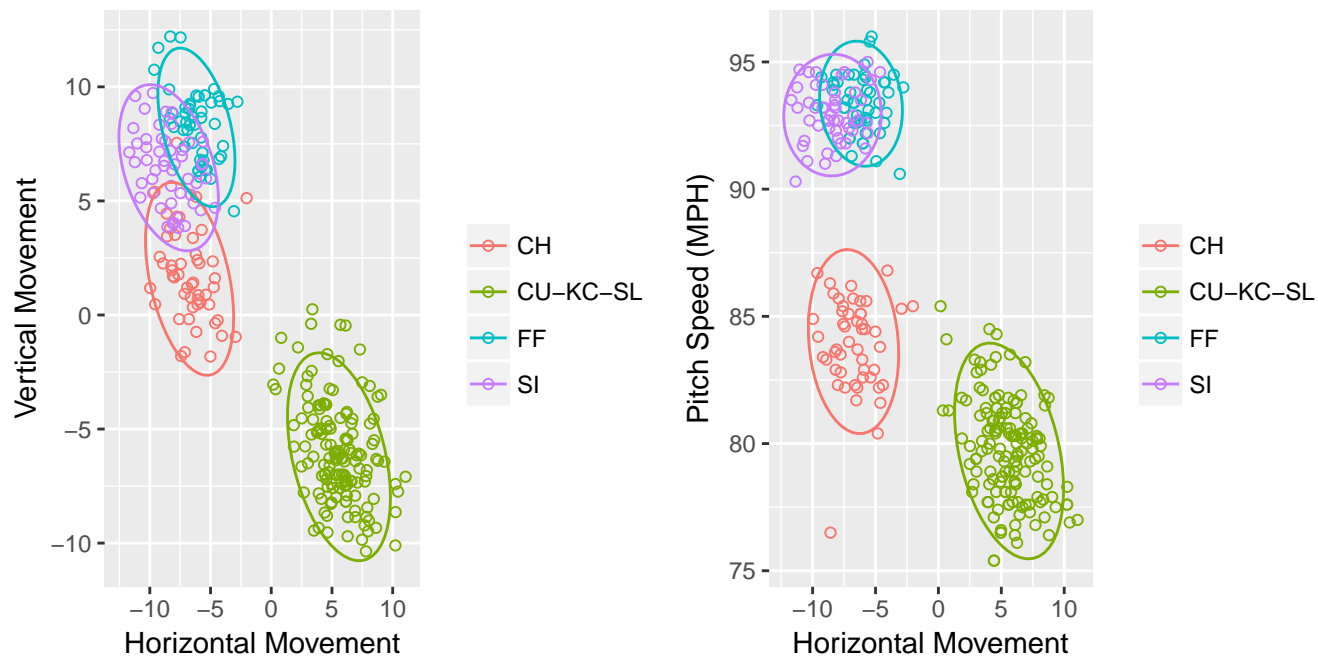 Vertical Movement
10
5
0
−5
−10
−10 −5 0 5 10
Horizontal Movement
CH
CU−KC−SL
FF
SI
Pitch Speed (MPH)
95
90
85
80
75
−10 −5 0 5 10
Horizontal Movement
CH
CU−KC−SL
FF
SI